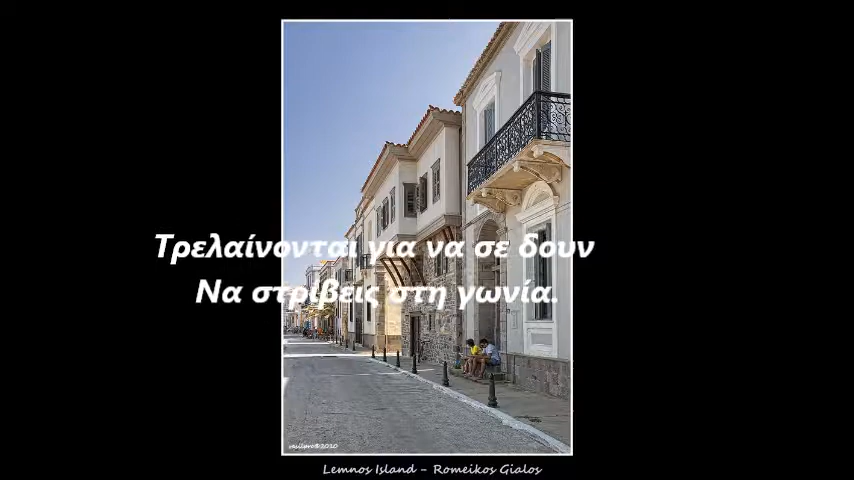 Τρελαίνονται για να σε δουν
Να στρίβεις στη γωνία.
Lemnos Island - Romeikos Gialos